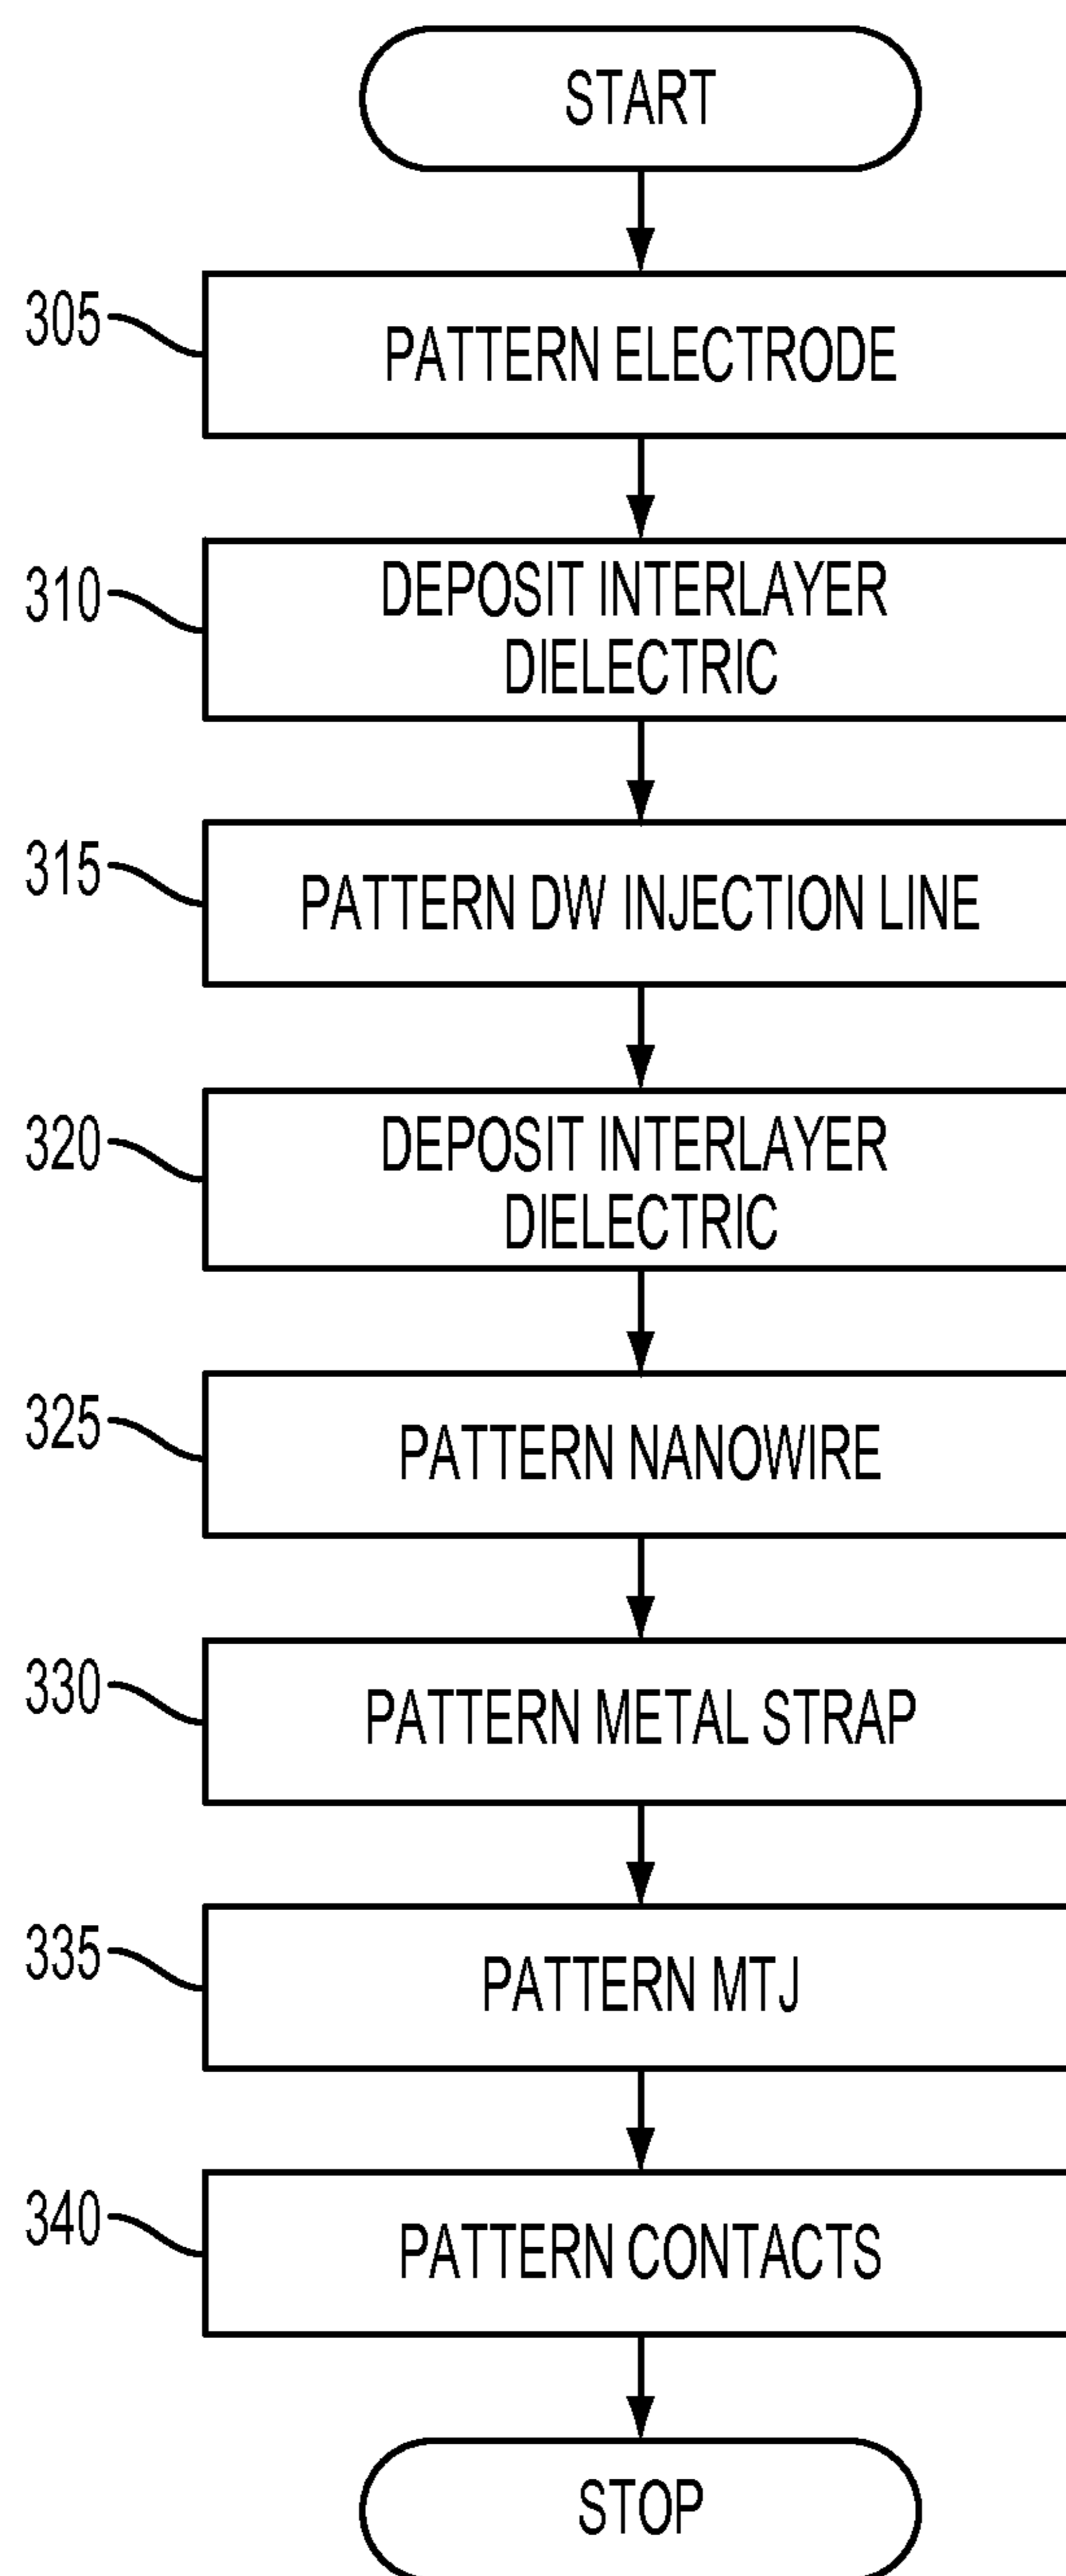 START
305
PATTERN ELECTRODE
310
DEPOSIT INTERLAYER
DIELECTRIC
315
PATTERN DW INJECTION LINE
320
DEPOSIT INTERLAYER
DIELECTRIC
325
PATTERN NANOWIRE
330
PATTERN METAL STRAP
335
PATTERN MTJ
340
PATTERN CONTACTS
STOP